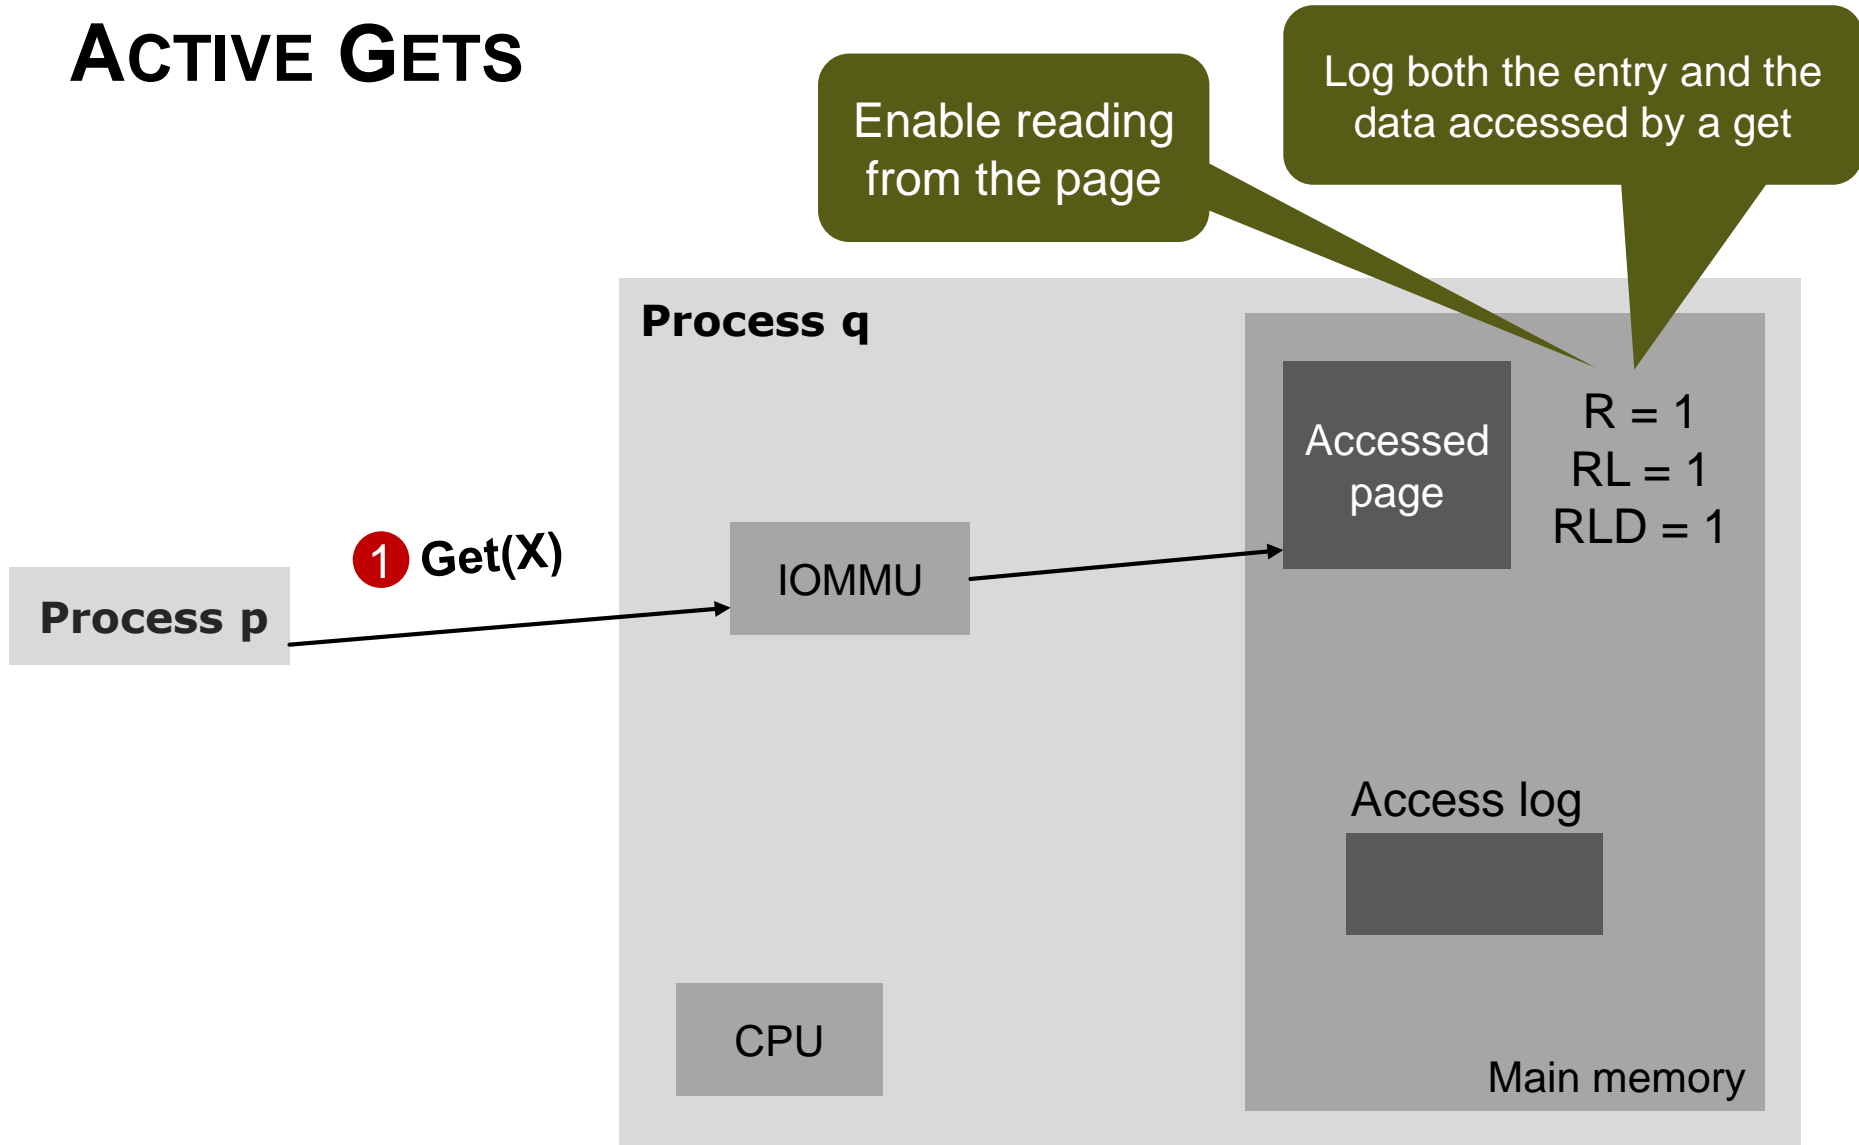 ACTIVE GETS
Enable reading
from the page
Log both the entry and the
data accessed by a get
Process q
Accessed
page
R = 1
RL = 1
RLD = 1
1 Get(X)
IOMMU
Process p
Access log
CPU
Main memory